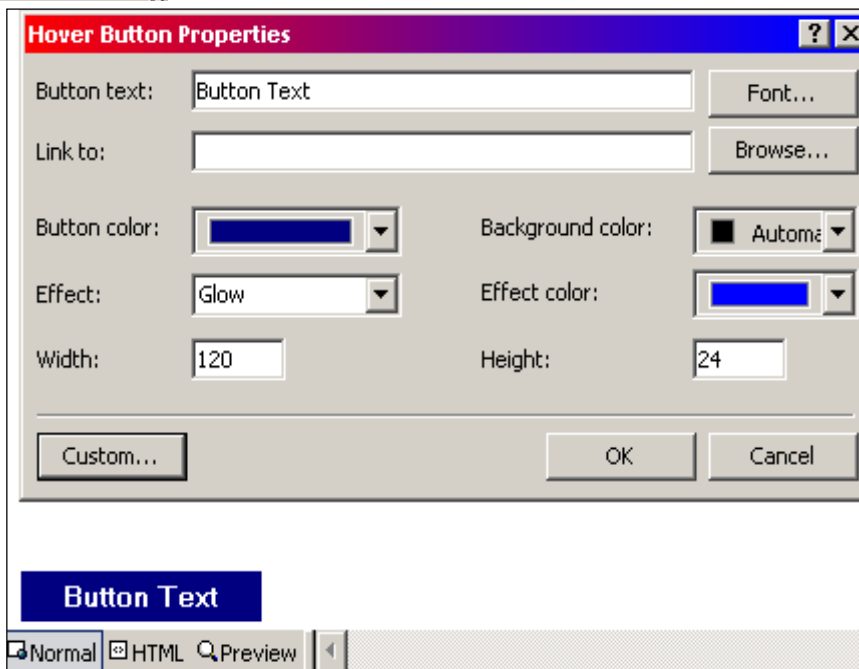 Hover Button Properties
Button text: Button Text Font...
Link to: Browse...
Button color: Background color: Automa
Effect: Glow Effect color:
Width: 120 Height: 24
Custom... OK Cancel
Button Text
Normal HTML Preview